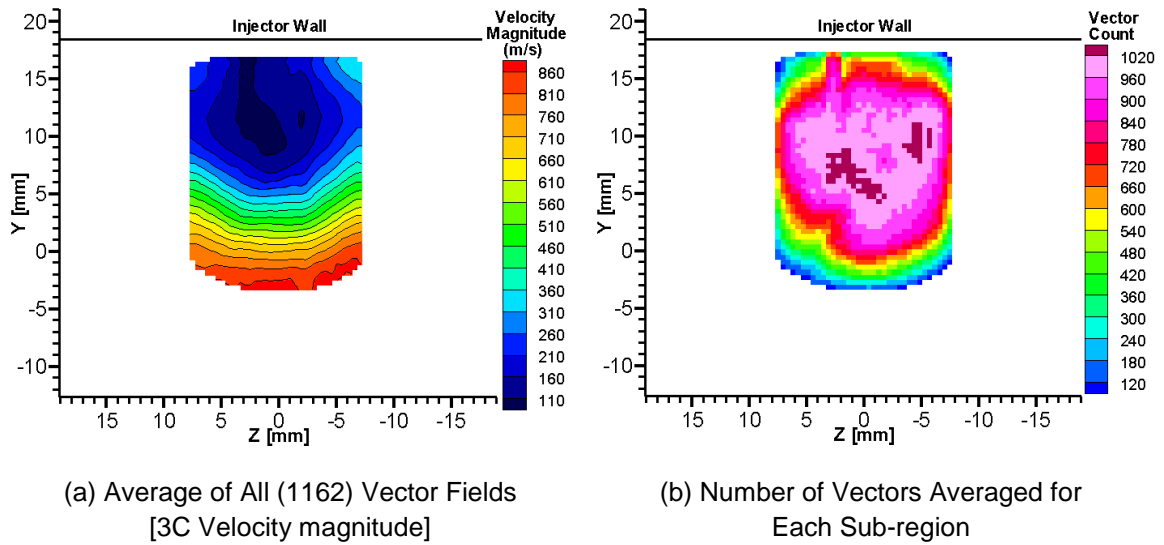 20
15
10
5
0
-5
-10
Y [mm]
15 10 5 0 -5 -10 -15
Z [mm]
Injector Wall
Velocity
Magnitude
(m/s)
860
810
760
710
660
610
560
510
460
410
360
310
260
210
160
110
(a) Average of All (1162) Vector Fields
[3C Velocity magnitude]
20
15
10
5
0
-5
-10
Y [mm]
15 10 5 0 -5 -10 -15
Z [mm]
Injector Wall
Vector
Count
1020
960
900
840
780
720
660
600
540
480
420
360
300
240
180
120
(b) Number of Vectors Averaged for
Each Sub-region